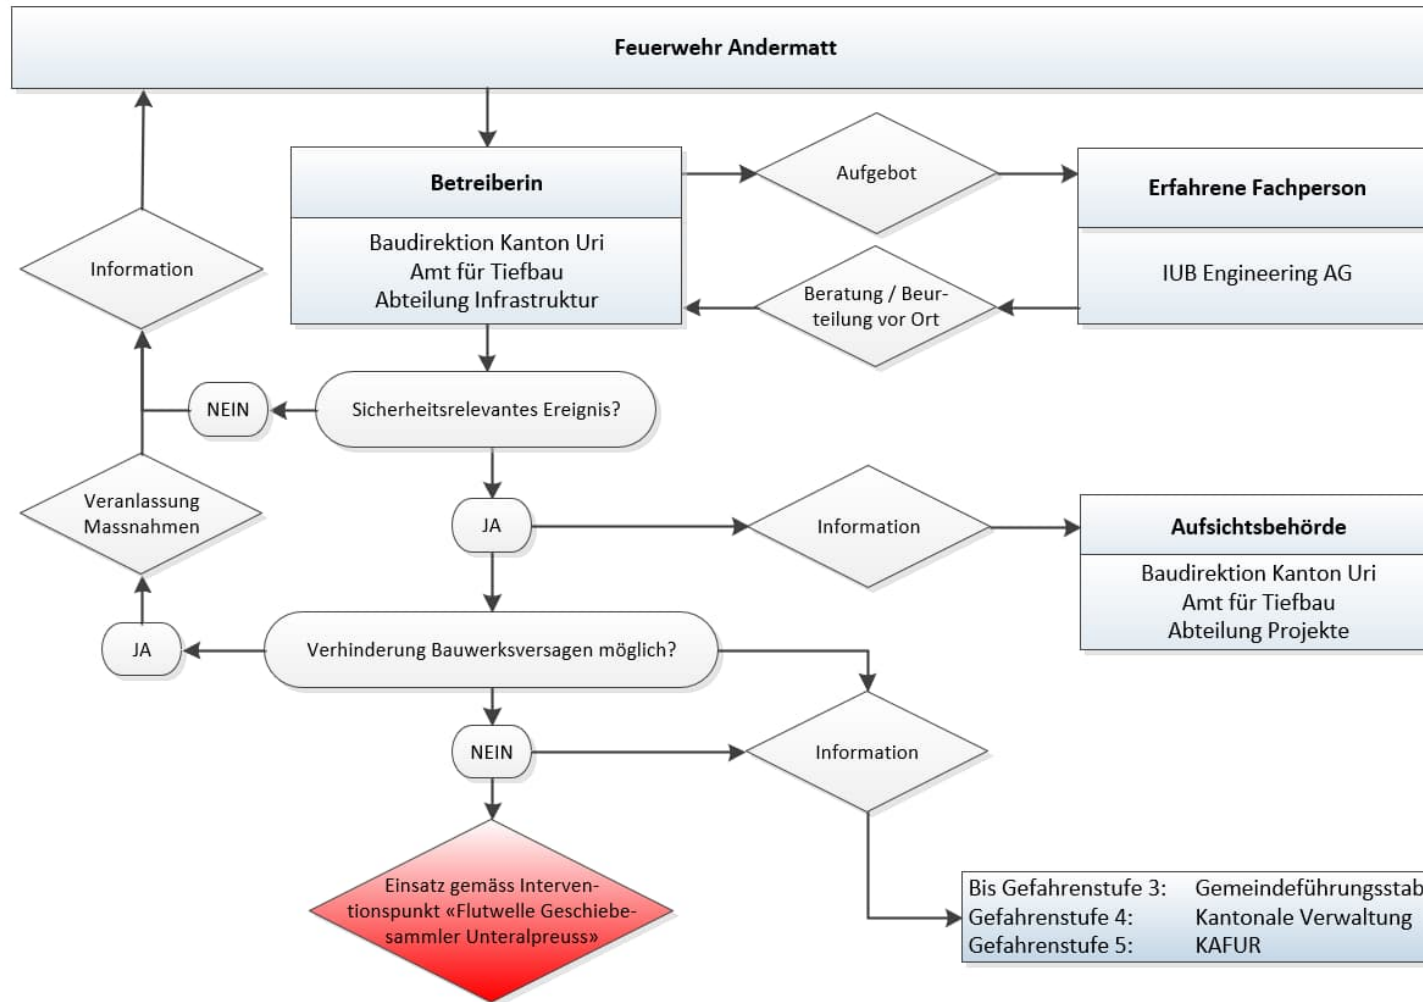 Feuerwehr Andermatt
Betreiberin
Baudirektion Kanton Uri
Amt für Tiefbau
Abteilung Infrastruktur
Aufgebot
Erfahrene Fachperson
IUB Engineering AG
Beratung / Beur-
teilung vor Ort
Information
Sicherheitsrelevantes Ereignis?
NEIN
Veranlassung
Massnahmen
JA
Information
Aufsichtsbehörde
Baudirektion Kanton Uri
Amt für Tiefbau
Abteilung Projekte
Verhinderung Bauwerksversagen möglich?
JA
NEIN
Information
Einsatz gemäss Interven-
tionspunkt «Flutwelle Geschiebe-
sammler Unteralpreuss»
Bis Gefahrenstufe 3: Gemeindeführungsstab
Gefahrenstufe 4: Kantonale Verwaltung
Gefahrenstufe 5: KAFUR